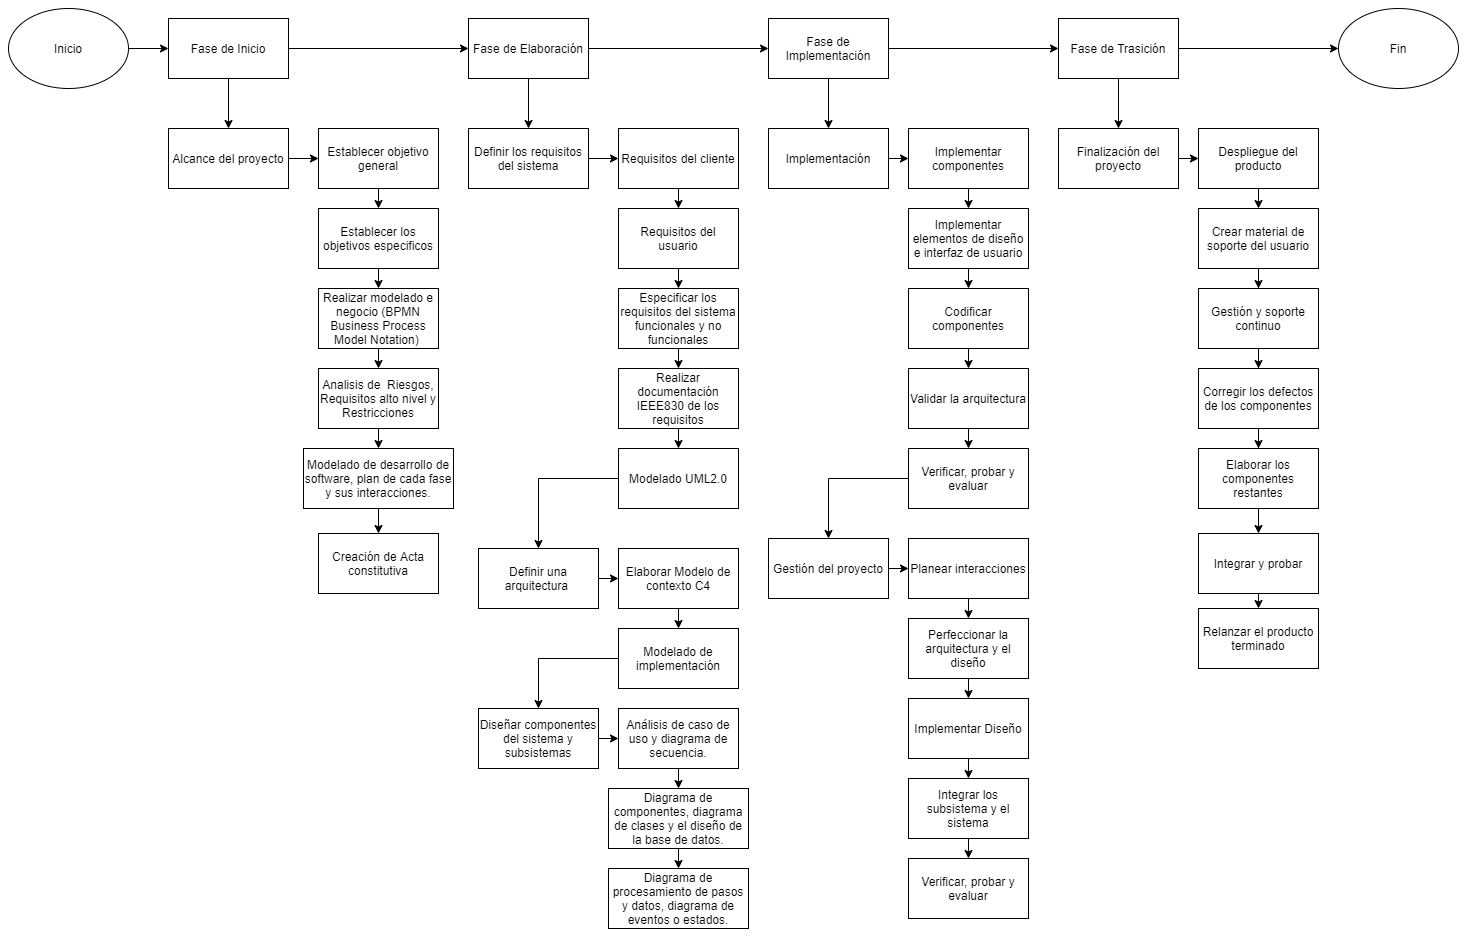 Inicio
Fase de Inicio
Fase de Elaboración
Fase de
Implementación
Fase de Trasición
Fin
Alcance del proyecto
Establecer objetivo
general
Establecer los
objetivos especificos
Realizar modelado e
negocio (BPMN
Business Process
Model Notation)
Analisis de  Riesgos,
Requisitos alto nivel y
Restricciones
Modelado de desarrollo de
software, plan de cada fase
y sus interacciones.
Creación de Acta
constitutiva
Definir los requisitos
del sistema
Requisitos del cliente
Requisitos del
usuario
Especificar los
requisitos del sistema
funcionales y no
funcionales
Realizar
documentación
IEEE830 de los
requisitos
Modelado UML2.0
Definir una
arquitectura
Elaborar Modelo de
contexto C4
Modelado de
implementación
Diseñar componentes
del sistema y
subsistemas
Análisis de caso de
uso y diagrama de
secuencia.
Diagrama de
componentes, diagrama
de clases y el diseño de
la base de datos.
Diagrama de
procesamiento de pasos
y datos, diagrama de
eventos o estados.
Implementación
Implementar
componentes
Implementar
elementos de diseño
e interfaz de usuario
Codificar
componentes
Validar la arquitectura
Verificar, probar y
evaluar
Gestión del proyecto
Planear interacciones
Perfeccionar la
arquitectura y el
diseño
Implementar Diseño
Integrar los
subsistema y el
sistema
Verificar, probar y
evaluar
Finalización del
proyecto
Despliegue del
producto
Crear material de
soporte del usuario
Gestión y soporte
continuo
Corregir los defectos
de los componentes
Elaborar los
componentes
restantes
Integrar y probar
Relanzar el producto
terminado